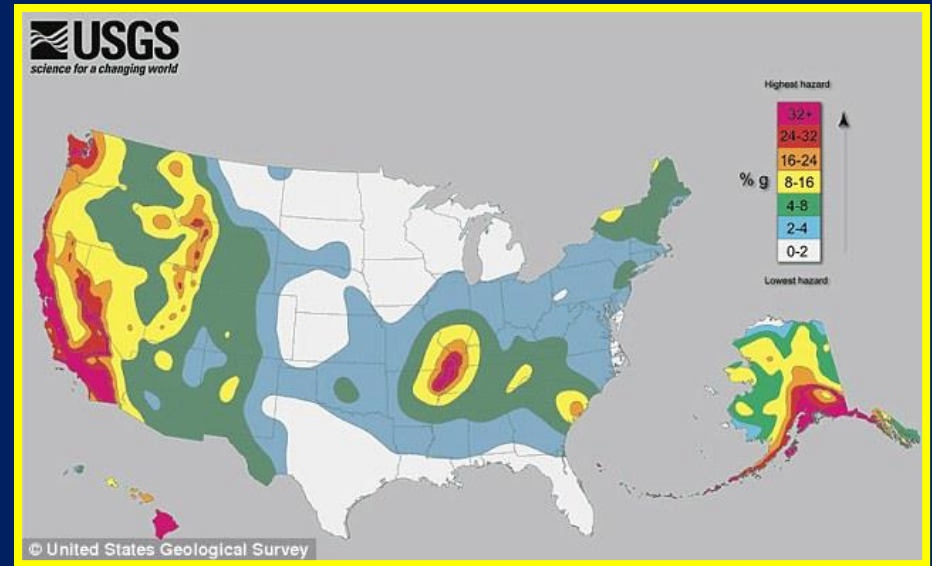 USGS
science for a changing world
Highest hazard
% g
32+
24-32
16-24
8-16
4-8
2-4
0-2
Lowest hazard
© United States Geological Survey